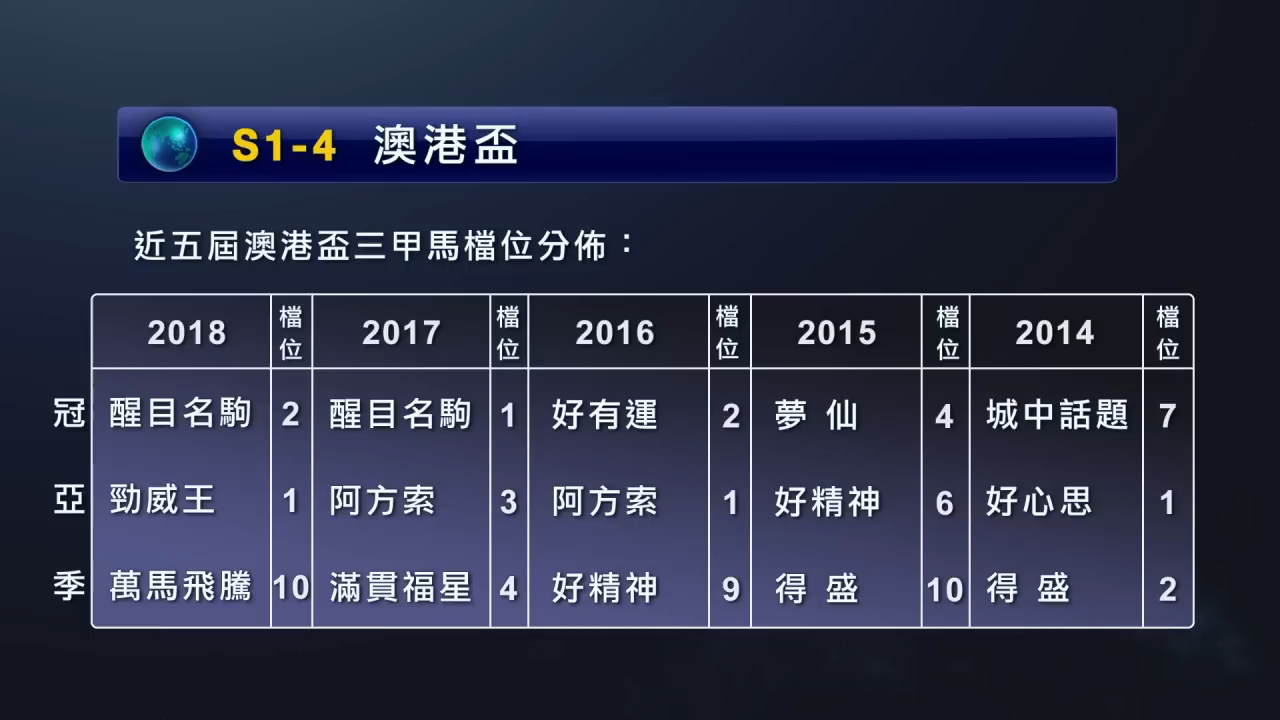 S1-4 澳港盃
近五屆澳港盃三甲馬檔位分佈：
2018 檔位 2017 檔位 2016 檔位 2015 檔位 2014 檔位
冠 醒目名駒 2 醒目名駒 1 好有運 2 夢仙 4 城中話題 7
亞 勁威王 1 阿方索 3 阿方索 1 好精神 6 好心思 1
季 萬馬飛騰 10 滿貫福星 4 好精神 9 得盛 10 得盛 2